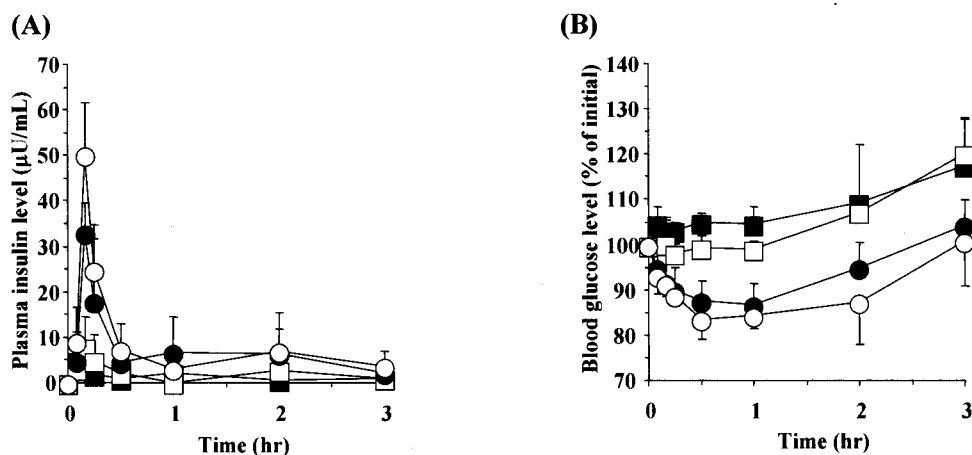 (A)
70
60
50
40
30
20
10
0
Plasma insulin level (μU/mL)
0 1 2 3
Time (hr)
(B)
140
130
120
110
100
90
80
70
Blood glucose level (% of initial)
0 1 2 3
Time (hr)